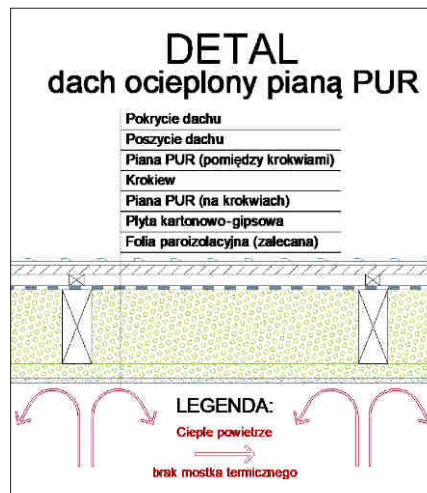 DETAL
dach ocieplony pianą PUR
Pokrycie dachu
Poszycie dachu
Piana PUR (pomiędzy krokwiami)
Krokiew
Piana PUR (na krokwiach)
Płyta kartonowo-gipsowa
Folia paroizolacyjna (zalecana)
LEGENDA:
Ciepłe powietrze
brak mostka termicznego